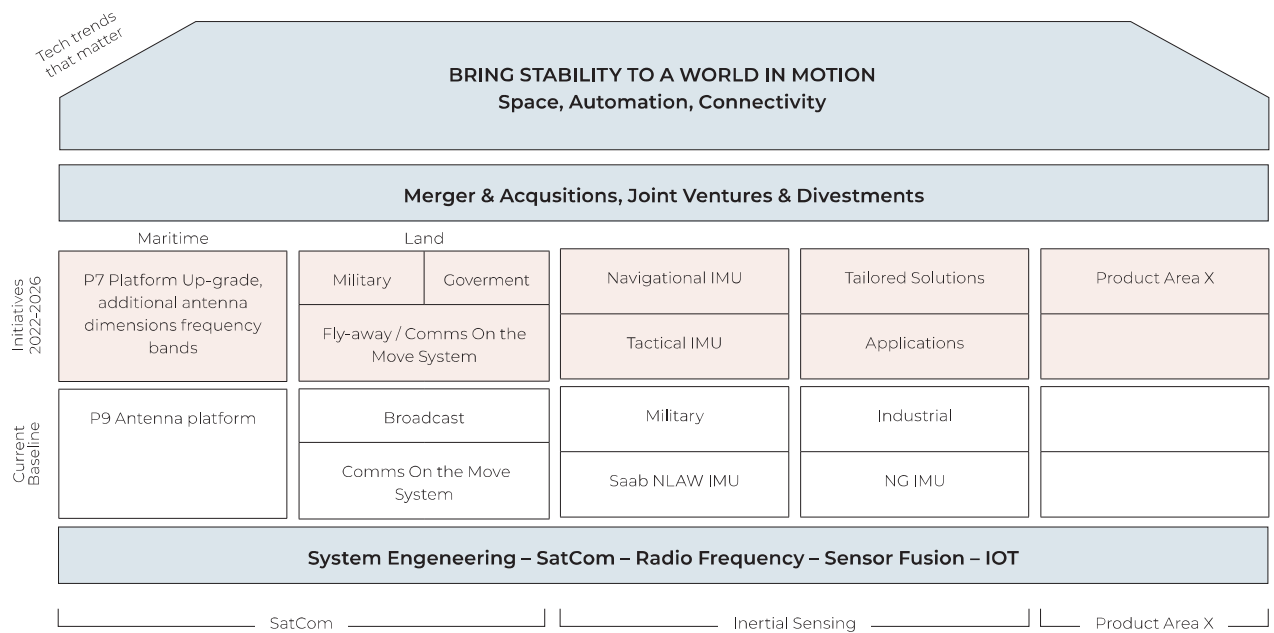 Tech trends
that matter
BRING STABILITY TO A WORLD IN MOTION
Space, Automation, Connectivity
Merger & Acqusitions, Joint Ventures & Divestments
Maritime
Land
Initiatives
2022-2026
P7 Platform Up-grade,
additional antenna
dimensions frequency
bands
Military
Goverment
Fly-away / Comms On the
Move System
Navigational IMU
Tactical IMU
Tailored Solutions
Applications
Product Area X
Current
Baseline
P9 Antenna platform
Broadcast
Comms On the Move
System
Military
Saab NLAW IMU
Industrial
NG IMU
System Engeneering – SatCom – Radio Frequency – Sensor Fusion – IOT
SatCom
Inertial Sensing
Product Area X